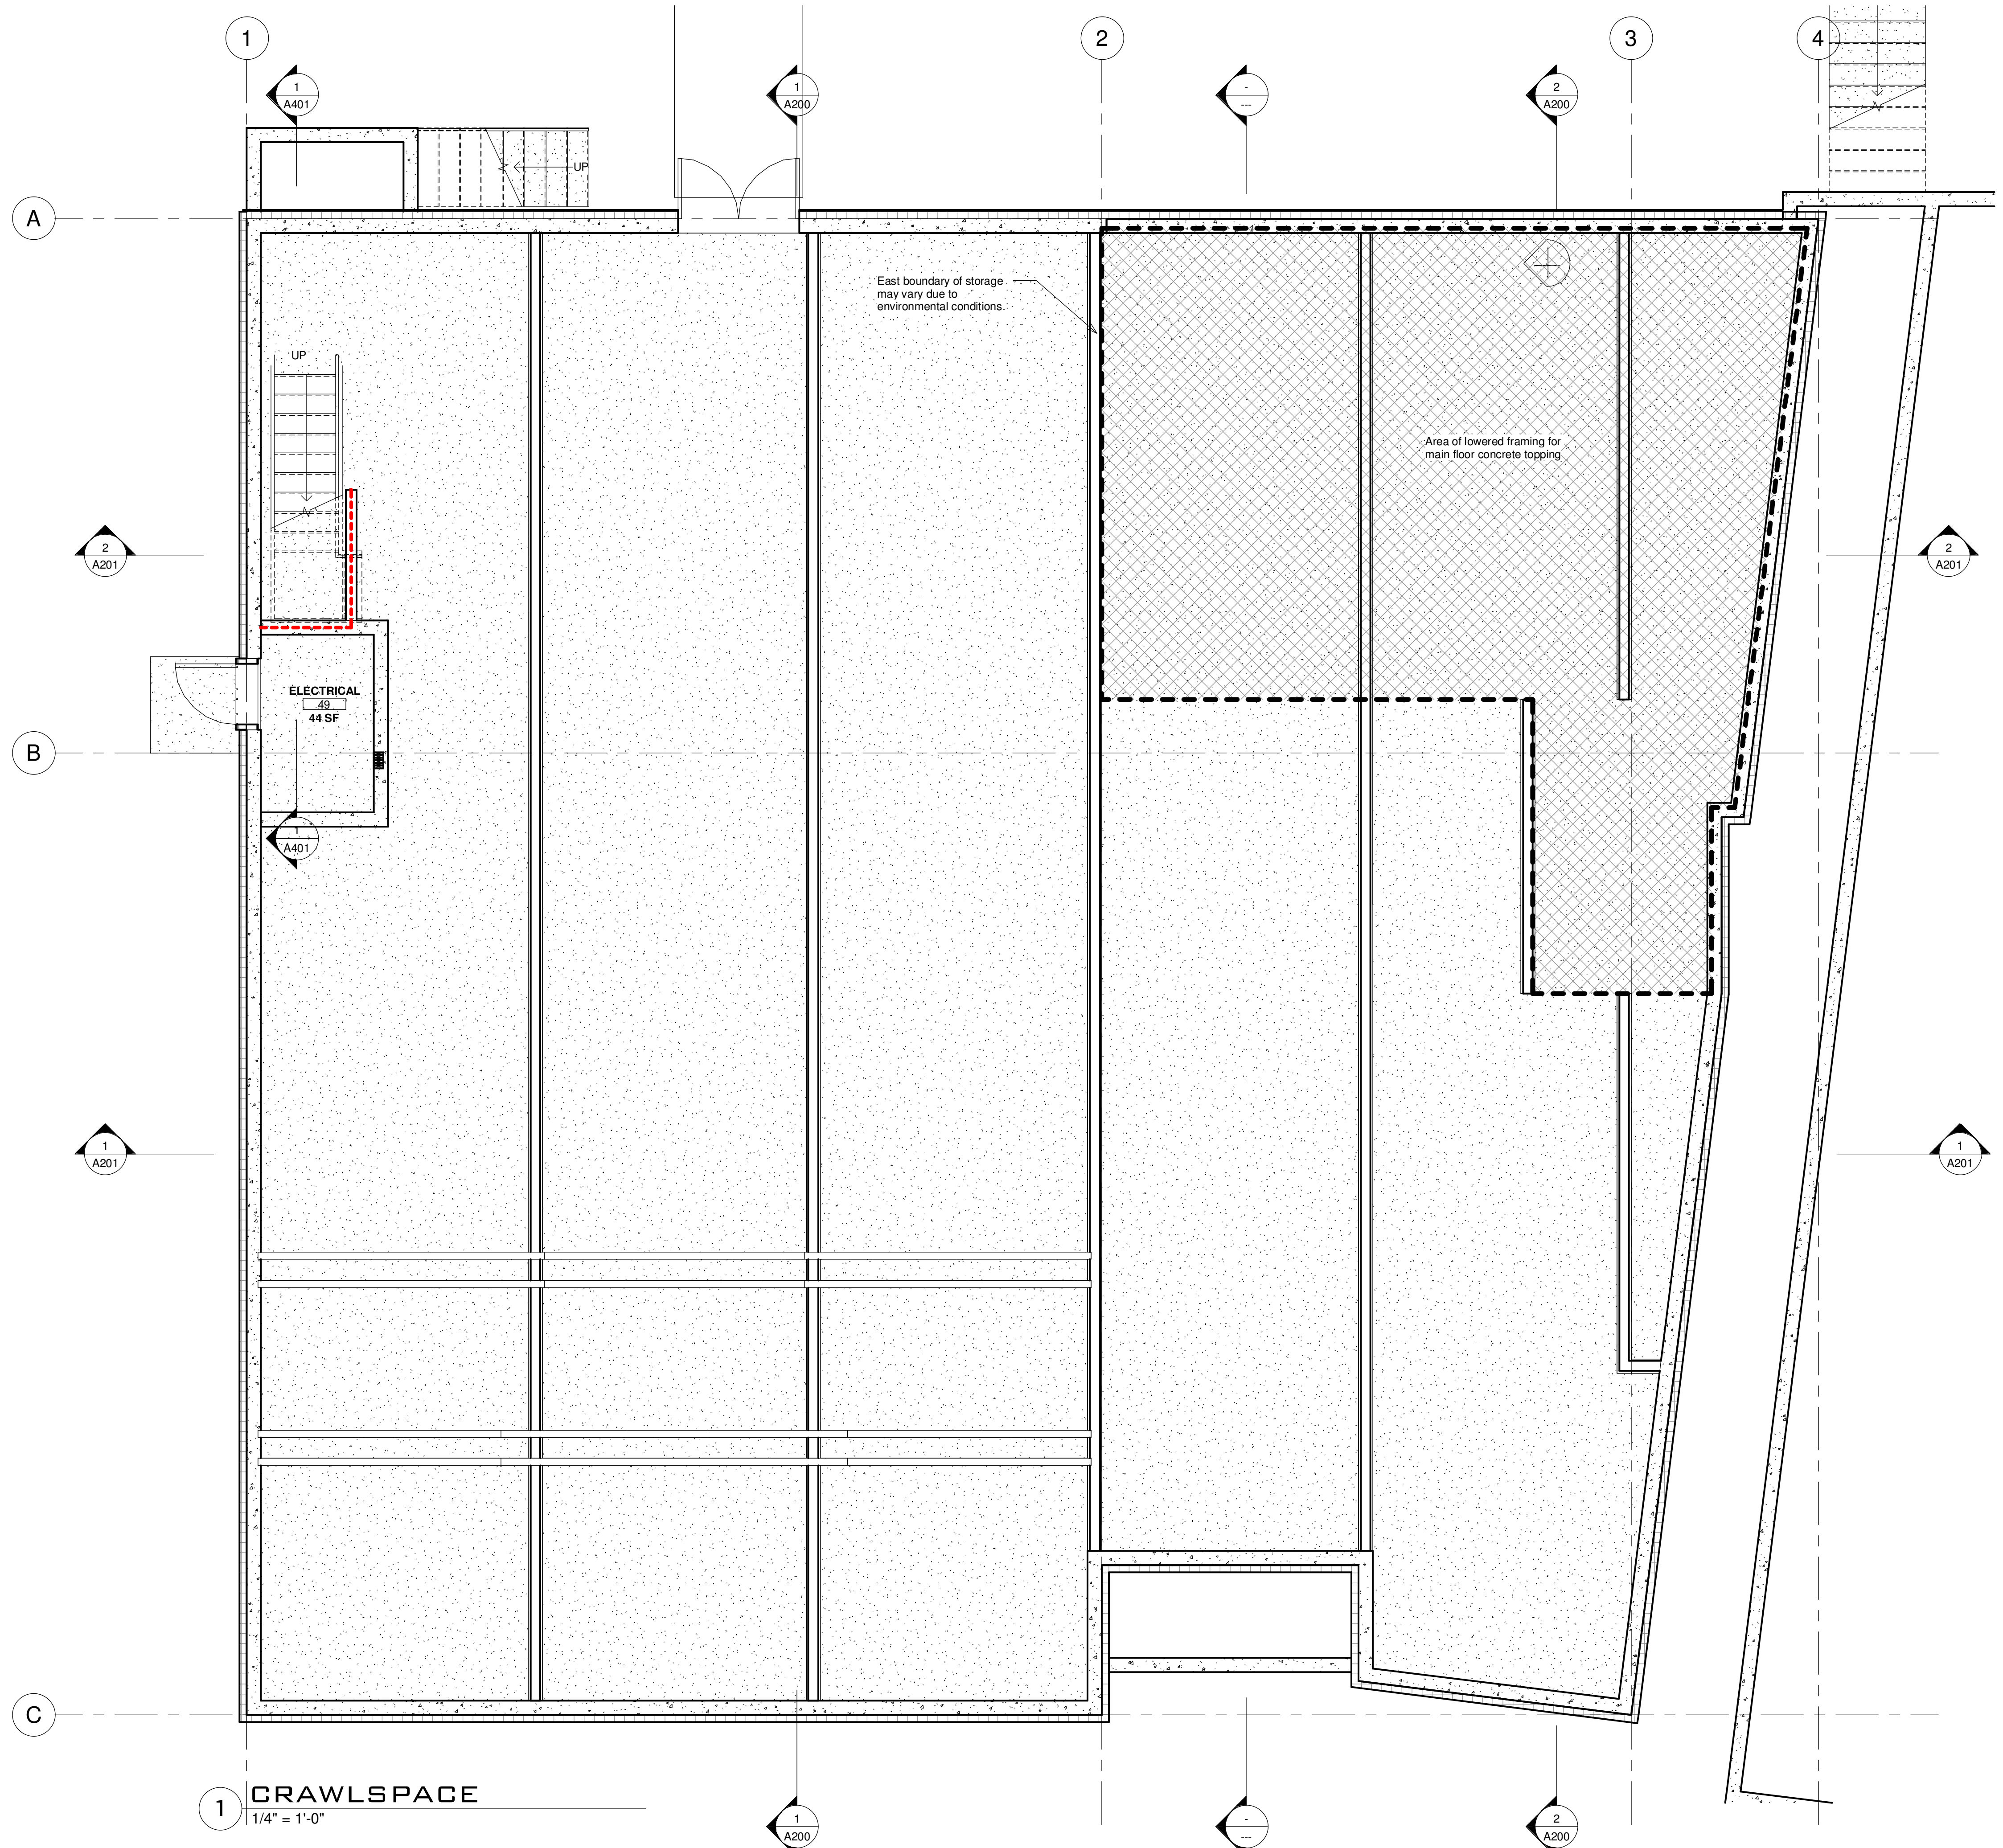 1
2
3
4
1
A401
1
A200
-
---
2
A200
UP
A
East boundary of storage
may vary due to
environmental conditions.
UP
Area of lowered framing for
main floor concrete topping
2
A201
2
A201
ELECTRICAL
49
44 SF
B
1
A401
1
A201
1
A201
C
1 CRAWLSPACE
1/4" = 1'-0"
1
A200
-
---
2
A200